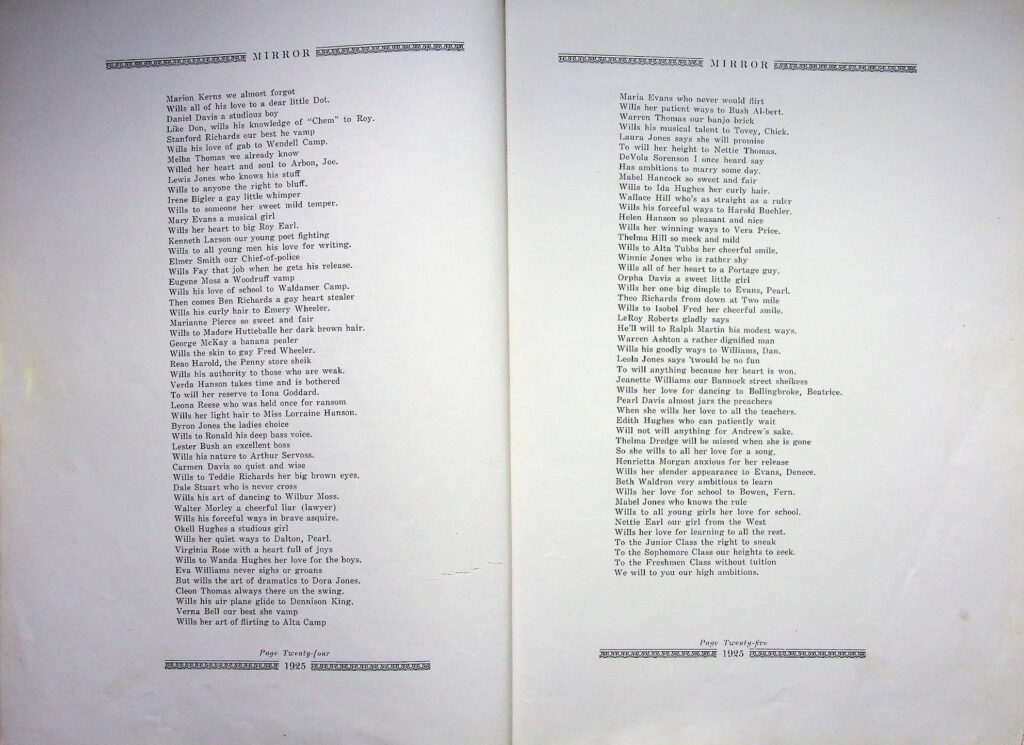 MIRROR
Marion Kerns we almost forgot
Wills all of his love to a dear little Dot.
Daniel Davis a studious boy
Like Don, wills his knowledge of "Chem" to Roy.
Stanford Richards our best he vamp
Wills his love of gab to Wendell Camp.
Melba Thomas we already know
Willed her heart and soul to Arbon, Joe.
Lewis Jones who knows his stuff
Wills to anyone the right to bluff.
Irene Bigler a gay little whimper
Wills to someone her sweet mild temper.
Mary Evans a musical girl
Wills her heart to big Roy Earl.
Kenneth Larson our young poet fighting
Wills to all young men his love for writing.
Elmer Smith our Chief-of-police
Wills Fay that job when he gets his release.
Eugene Moss a Woodruff vamp
Wills his love of school to Waldamer Camp.
Then comes Ben Richards a gay heart stealer
Wills his curly hair to Emery Wheeler.
Marianne Pierce so sweet and fair
Wills to Madore Hutteballe her dark brown hair.
George McKay a banana pealer
Wills the skin to gay Fred Wheeler.
Reao Harold, the Penny store sheik
Wills his authority to those who are weak.
Verda Hanson takes time and is bothered
To will her reserve to Iona Goddard.
Leona Reese who was held once for ransom
Wills her light hair to Miss Lorraine Hanson.
Byron Jones the ladies choice
Wills to Ronald his deep bass voice.
Lester Bush an excellent boss
Wills his nature to Arthur Servoss.
Carmen Davis so quiet and wise
Wills to Teddie Richards her big brown eyes.
Dale Stuart who is never cross
Wills his art of dancing to Wilbur Moss.
Walter Morley a cheerful liar (lawyer)
Wills his forceful ways in brave asquire.
Okell Hughes a studious girl
Wills her quiet ways to Dalton, Pearl.
Virginia Rose with a heart full of joys
Wills to Wanda Hughes her love for the boys.
Eva Williams never sighs or groans
But wills the art of dramatics to Dora Jones.
Cleon Thomas always there on the swing.
Wills his air plane glide to Dennison King.
Verna Bell our best she vamp
Wills her art of flirting to Alta Camp
Page Twenty-four
1925
MIRROR
Maria Evans who never would flirt
Wills her patient ways to Bush Al-bert.
Warren Thomas our banjo brick
Wills his musical talent to Tovey, Chick.
Laura Jones says she will promise
To will her height to Nettie Thomas.
DeVola Sorenson I once heard say
Has ambitions to marry some day.
Mabel Hancock so sweet and fair
Wills to Ida Hughes her curly hair.
Wallace Hill who's as straight as a ruler
Wills his forceful ways to Harold Buehler.
Helen Hanson so pleasant and nice
Wills her winning ways to Vera Price.
Thelma Hill so meek and mild
Wills to Alta Tubbs her cheerful smile.
Winnie Jones who is rather shy
Wills all of her heart to a Portage guy.
Orpha Davis a sweet little girl
Wills her one big dimple to Evans, Pearl.
Theo Richards from down at Two mile
Wills to Isobel Fred her cheerful smile.
LeRoy Roberts gladly says
He'll will to Ralph Martin his modest ways.
Warren Ashton a rather dignified man
Wills his goodly ways to Williams, Dan.
Leola Jones says 'twould be no fun
To will anything because her heart is won.
Jeanette Williams our Bannock street sheikess
Wills her love for dancing to Bollingbroke, Beatrice.
Pearl Davis almost jars the preachers
When she wills her love to all the teachers.
Edith Hughes who can patiently wait
Will not will anything for Andrew's sake.
Thelma Dredge will be missed when she is gone
So she wills to all her love for a song.
Henrietta Morgan anxious for her release
Wills her slender appearance to Evans, Denece.
Beth Waldron very ambitious to learn
Wills her love for school to Bowen, Fern.
Mabel Jones who knows the rule
Wills to all young girls her love for school.
Nettie Earl our girl from the West
Wills her love for learning to all the rest.
To the Junior Class the right to sneak
To the Sophomore Class our heights to seek.
To the Freshmen Class without tuition
We will to you our high ambitions.
Page Twenty-five
1925